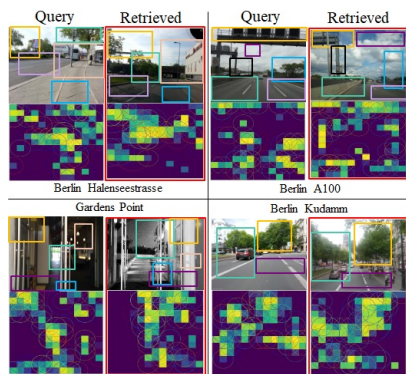 Query Retrieved Query Retrieved
Berlin Halenseestrasse Berlin A100
Gardens Point Berlin Kudamm